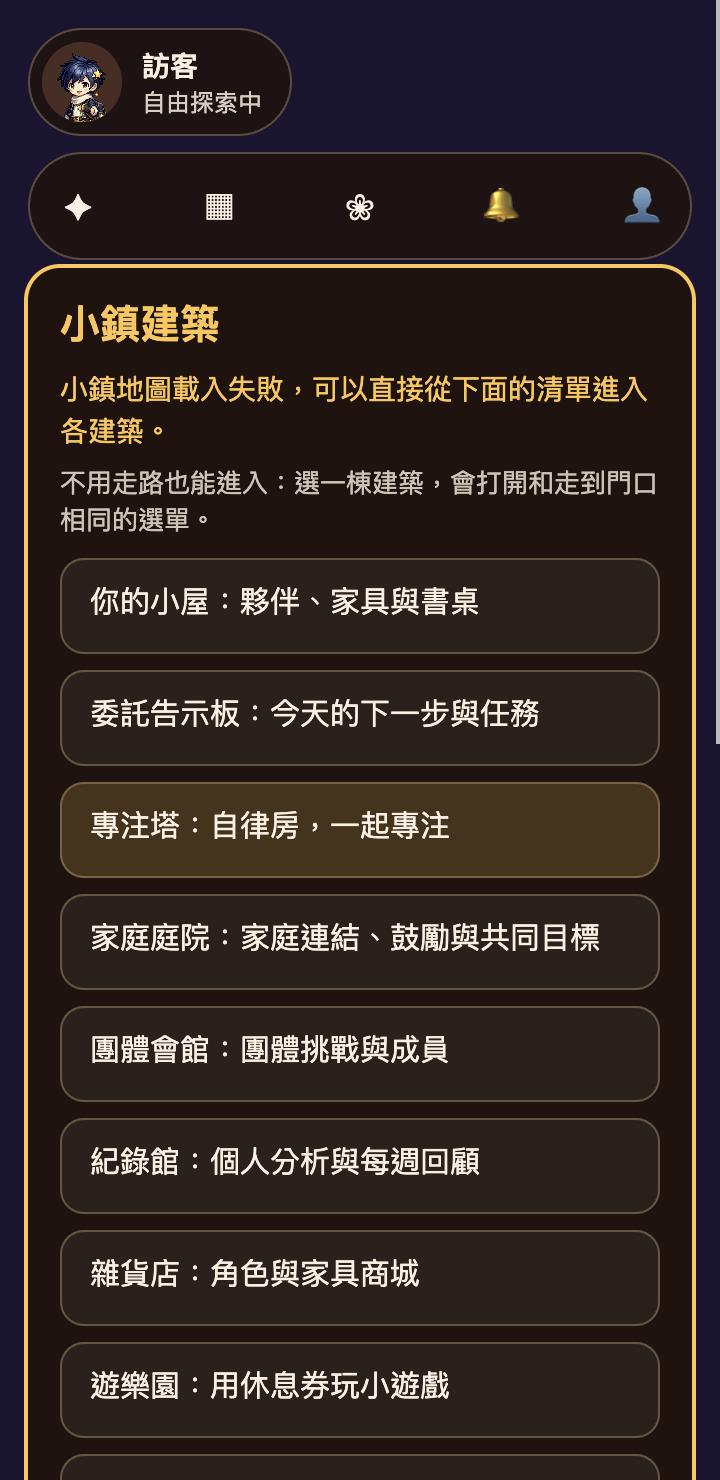 訪客
自由探索中
小鎮建築
小鎮地圖載入失敗，可以直接從下面的清單進入
各建築。
不用走路也能進入：選一棟建築，會打開和走到門口
相同的選單。
你的小屋：夥伴、家具與書桌
委託告示板：今天的下一步與任務
專注塔：自律房，一起專注
家庭庭院：家庭連結、鼓勵與共同目標
團體會館：團體挑戰與成員
紀錄館：個人分析與每週回顧
雜貨店：角色與家具商城
遊樂園：用休息券玩小遊戲